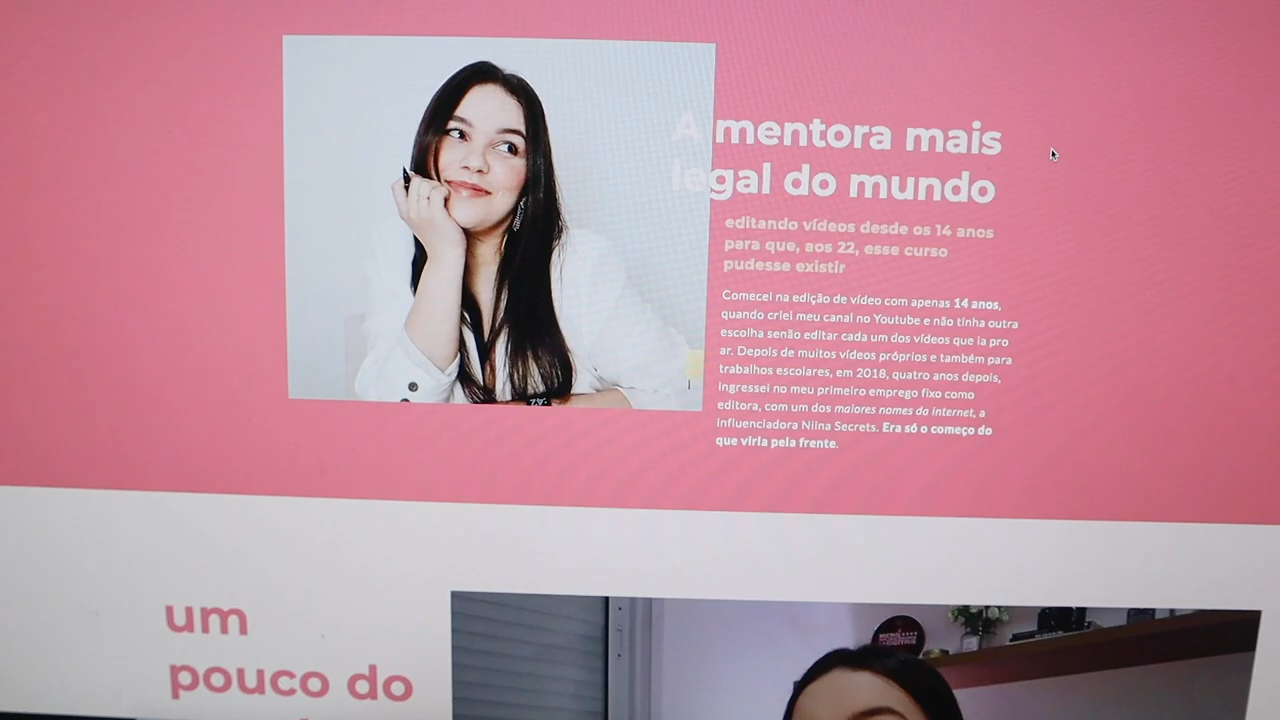 A mentora mais
legal do mundo
editando vídeos desde os 14 anos
para que, aos 22, esse curso
pudesse existir
Comecei na edição de vídeo com apenas 14 anos,
quando criei meu canal no Youtube e não tinha outra
escolha senão editar cada um dos vídeos que ia pro
ar. Depois de muitos vídeos próprios e também para
trabalhos escolares, em 2018, quatro anos depois,
ingressei no meu primeiro emprego fixo como
editora, com um dos maiores nomes da internet, a
influenciadora Niina Secrets. Era só o começo do
que viria pela frente.
um
pouco do